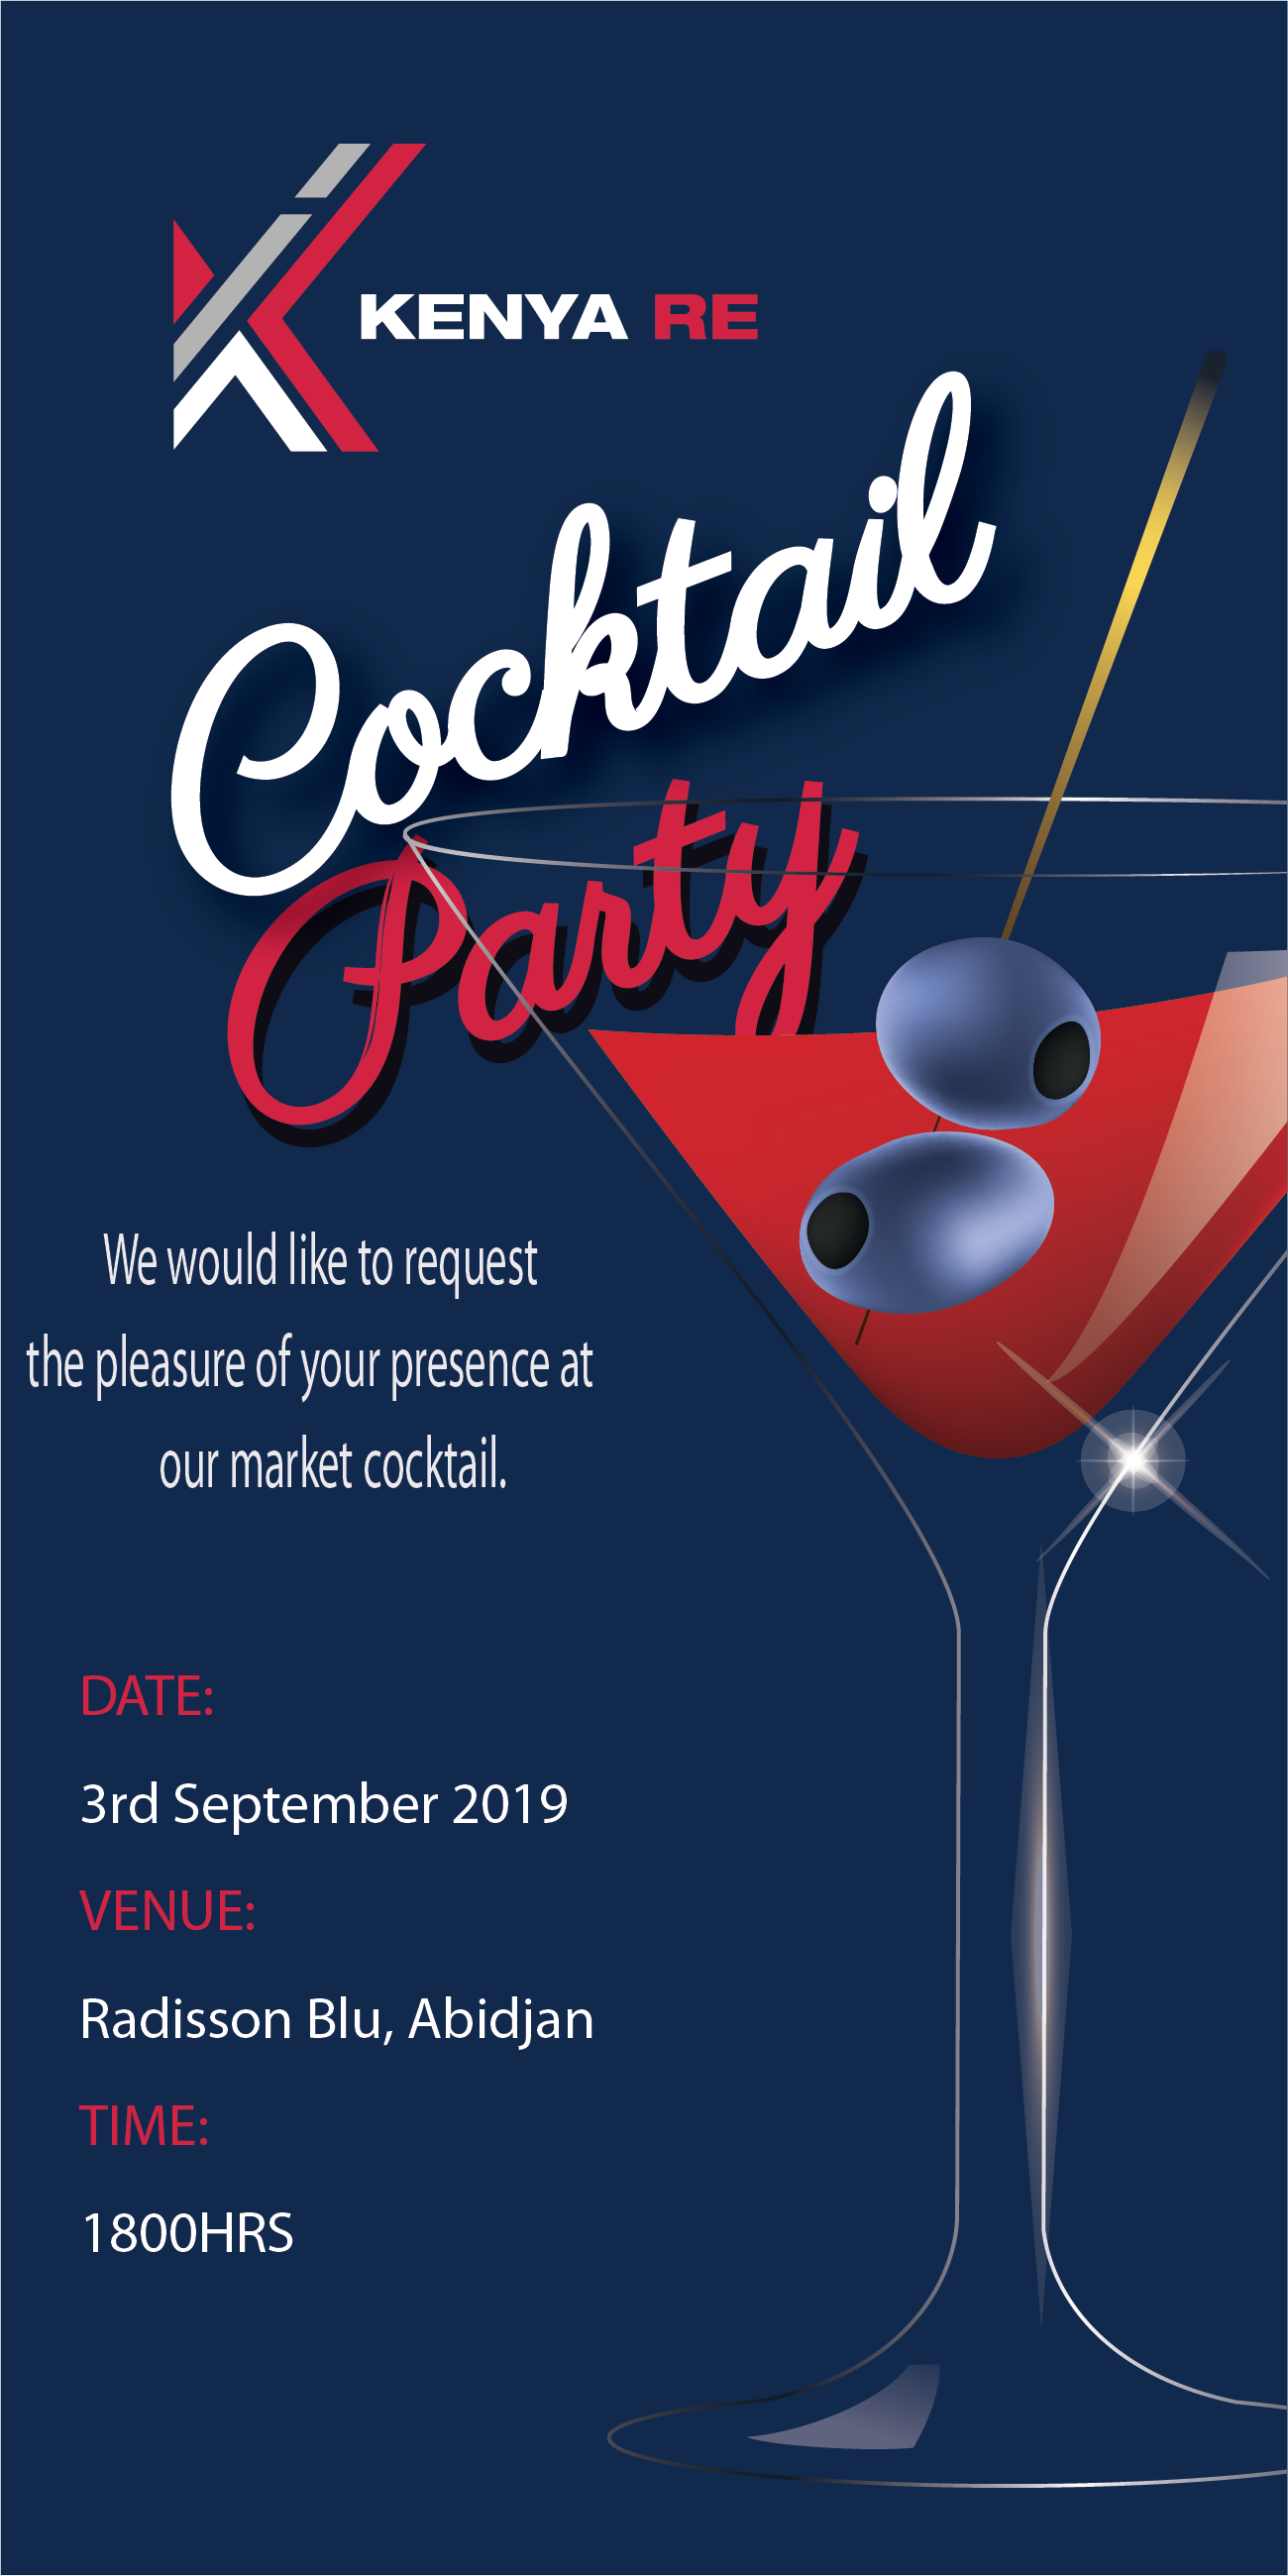 KENYA RE
Cocktail
Party
We would like to request
the pleasure of your presence at
our market cocktail.
DATE:
3rd September 2019
VENUE:
Radisson Blu, Abidjan
TIME:
1800HRS